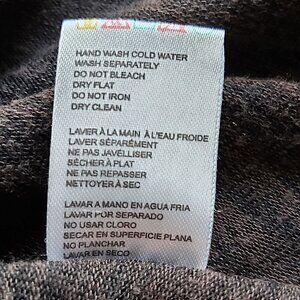 HAND WASH COLD WATER
WASH SEPARATELY
DO NOT BLEACH
DRY FLAT
DO NOT IRON
DRY CLEAN
LAVER À LA MAIN À L'EAU FROIDE
LAVER SÉPARÉMENT
NE PAS JAVELLISER
SÉCHER À PLAT
NE PAS REPASSER
NETTOYER À SEC
LAVAR A MANO EN AGUA FRIA
LAVAR POR SEPARADO
NO USAR CLORO
SECAR EN SUPERFICIE PLANA
NO PLANCHAR
LAVAR EN SECO